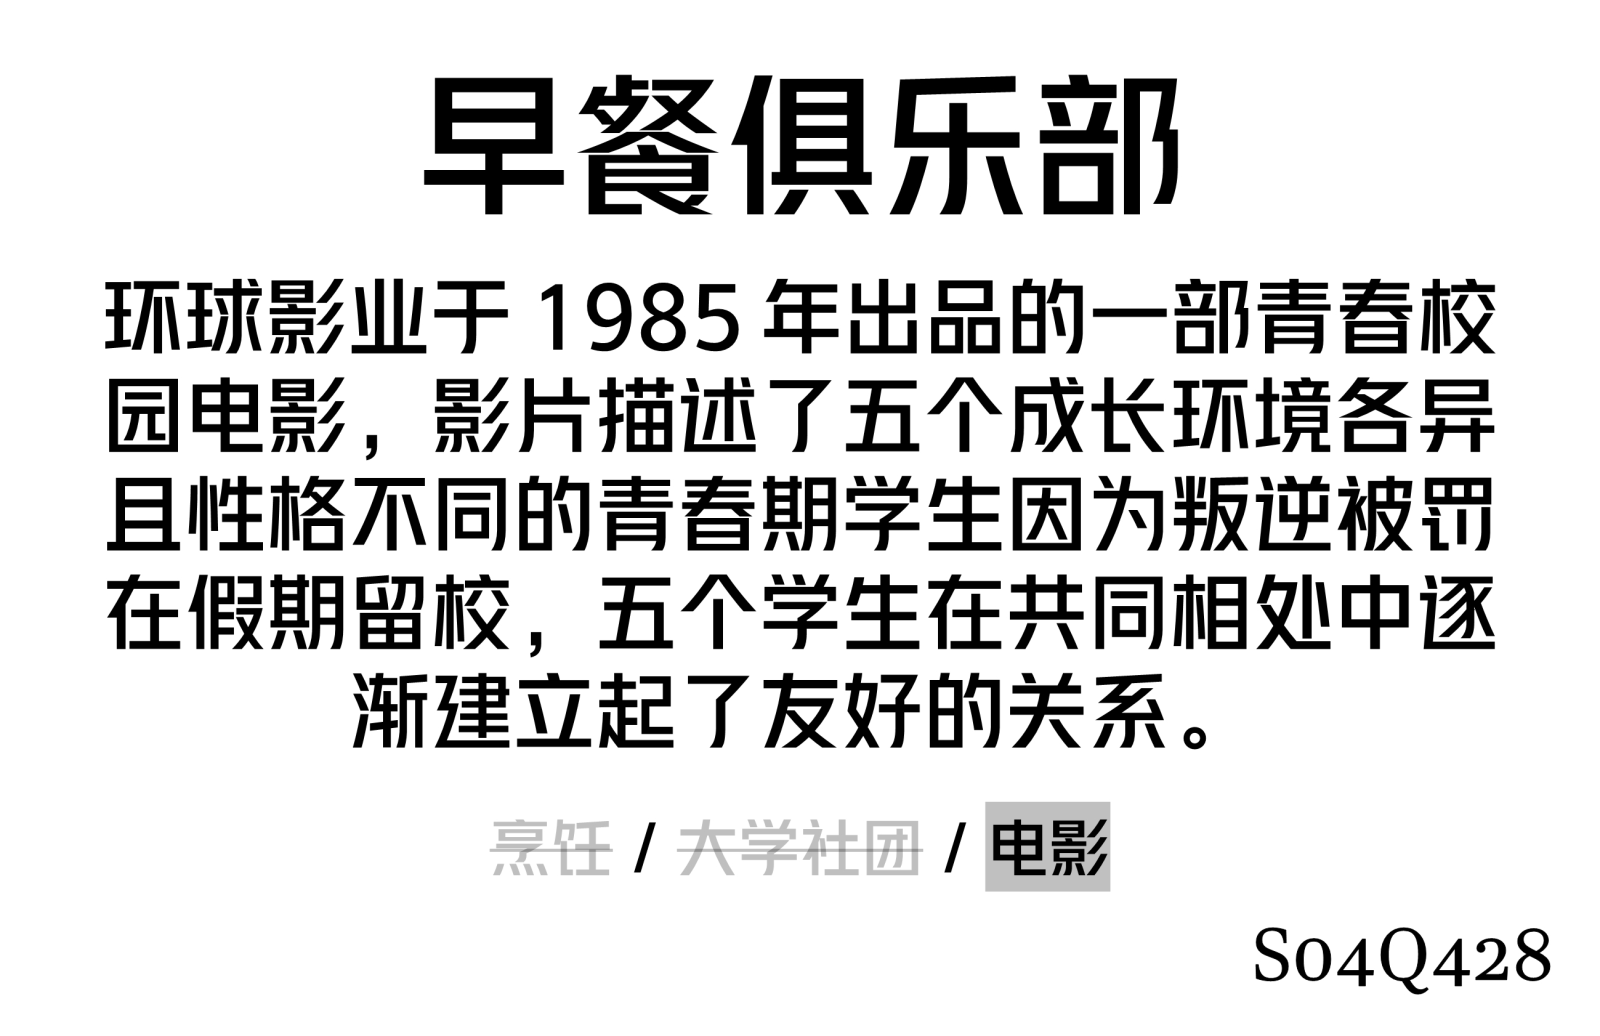 早餐俱乐部
环球影业于 1985 年出品的一部青春校
园电影，影片描述了五个成长环境各异
且性格不同的青春期学生因为叛逆被罚
在假期留校，五个学生在共同相处中逐
渐建立起了友好的关系。
烹饪 / 大学社团 / 电影
S04Q428